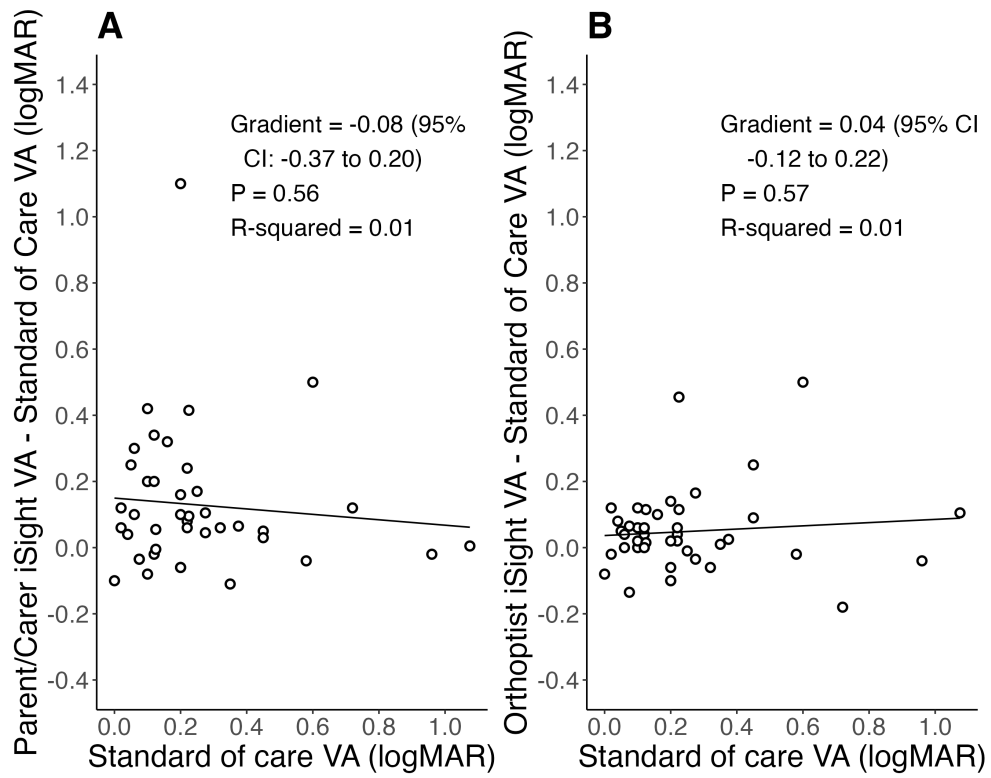 A
Parent/Carer iSight VA - Standard of Care VA (logMAR)
1.4
1.2
1.0
0.8
0.6
0.4
0.2
0.0
-0.2
-0.4
Gradient = -0.08 (95%
CI: -0.37 to 0.20)
P = 0.56
R-squared = 0.01
0.0 0.2 0.4 0.6 0.8 1.0
Standard of care VA (logMAR)
B
Orthoptist iSight VA - Standard of Care VA (logMAR)
1.4
1.2
1.0
0.8
0.6
0.4
0.2
0.0
-0.2
-0.4
Gradient = 0.04 (95% CI
-0.12 to 0.22)
P = 0.57
R-squared = 0.01
0.0 0.2 0.4 0.6 0.8 1.0
Standard of care VA (logMAR)